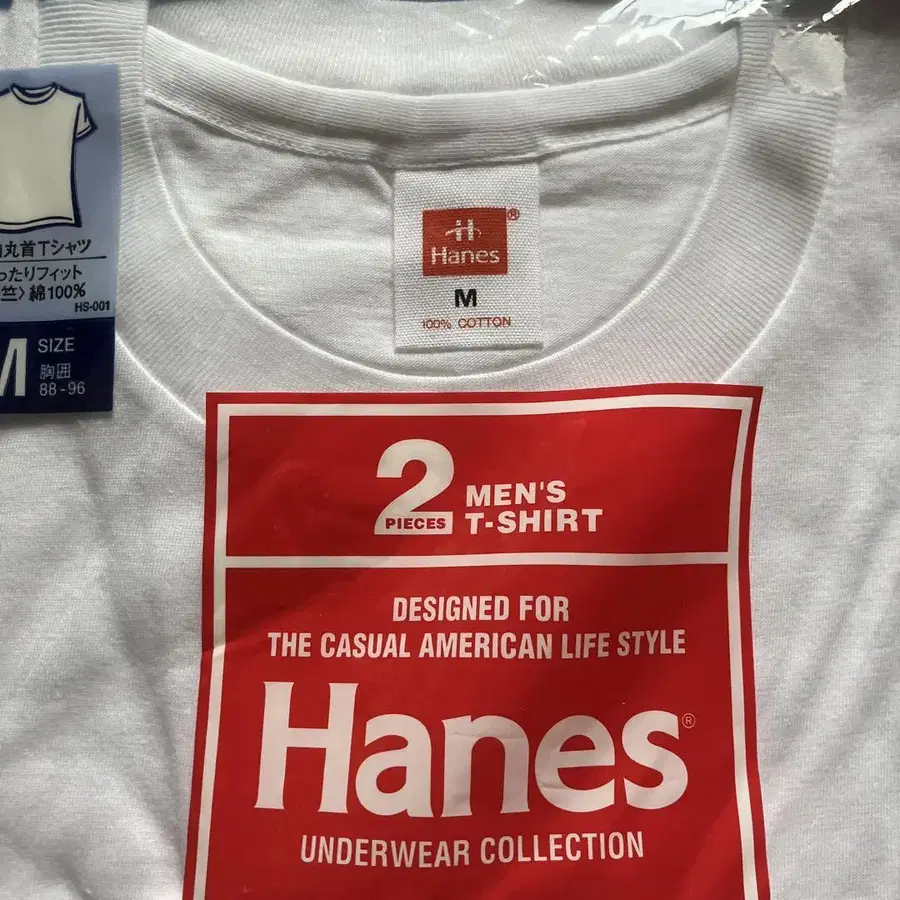 丸首Tシャツ
ったりフィット
竺〉綿100%
HS-001
M
SIZE
胸囲
88-96
H
Hanes®
M
100% COTTON
2
PIECES
MEN'S
T-SHIRT
DESIGNED FOR
THE CASUAL AMERICAN LIFE STYLE
Hanes®
UNDERWEAR COLLECTION